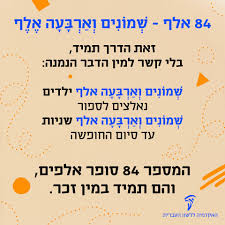 84 אלף - שְׁמוֹנִים וְאַרְבָּעָה אֶלֶף
זאת הדרך תמיד,
בלי קשר למין הדבר הנמנה:
שְׁמוֹנִים וְאַרְבָּעָה אלף ילדים
נאלצים לספור
שְׁמוֹנִים וְאַרְבָּעָה אלף שניות
עד סיום החופשה
המספר 84 סופר אלפים,
והם תמיד במין זכר.
האקדמיה ללשון העברית